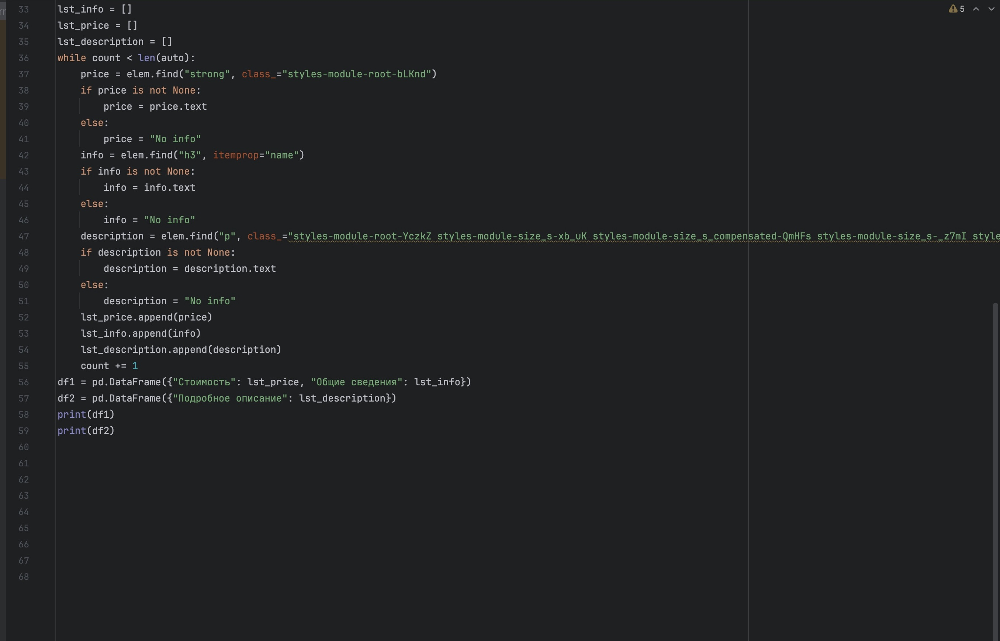 33 lst_info = []
34 lst_price = []
35 lst_description = []
36 while count < len(auto):
37     price = elem.find("strong", class_="styles-module-root-bLKnd")
38     if price is not None:
39         price = price.text
40     else:
41         price = "No info"
42     info = elem.find("h3", itemprop="name")
43     if info is not None:
44         info = info.text
45     else:
46         info = "No info"
47     description = elem.find("p", class_="styles-module-root-YczkZ styles-module-size_s-xb_uK styles-module-size_s_compensated-QmHFs styles-module-size_s-_z7mI style
48     if description is not None:
49         description = description.text
50     else:
51         description = "No info"
52     lst_price.append(price)
53     lst_info.append(info)
54     lst_description.append(description)
55     count += 1
56 df1 = pd.DataFrame({"Стоимость": lst_price, "Общие сведения": lst_info})
57 df2 = pd.DataFrame({"Подробное описание": lst_description})
58 print(df1)
59 print(df2)
60
61
62
63
64
65
66
67
68
5